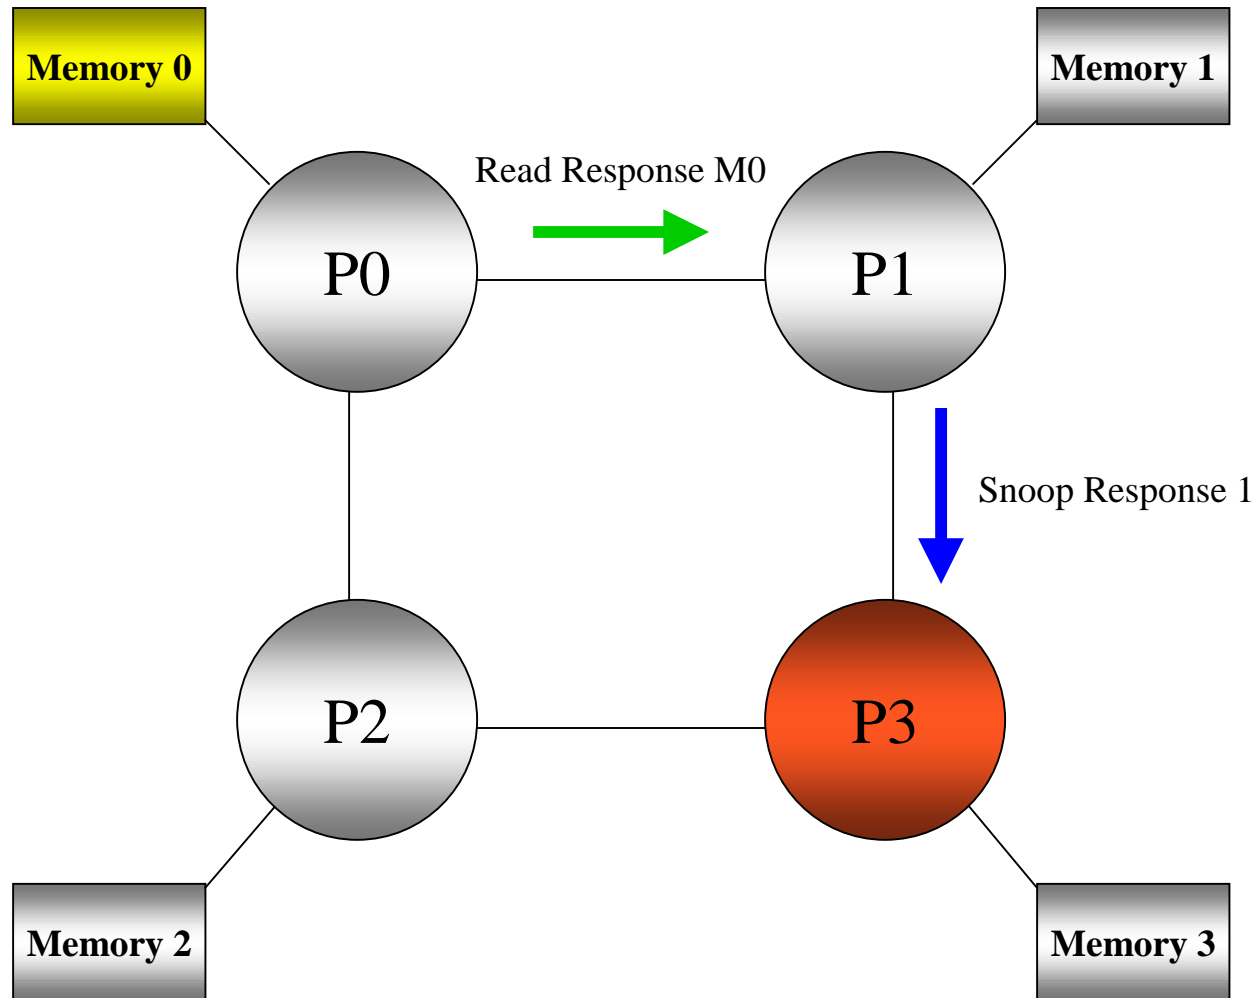 Memory 0
Memory 1
Read Response M0
P0
P1
Snoop Response 1
P2
P3
Memory 2
Memory 3